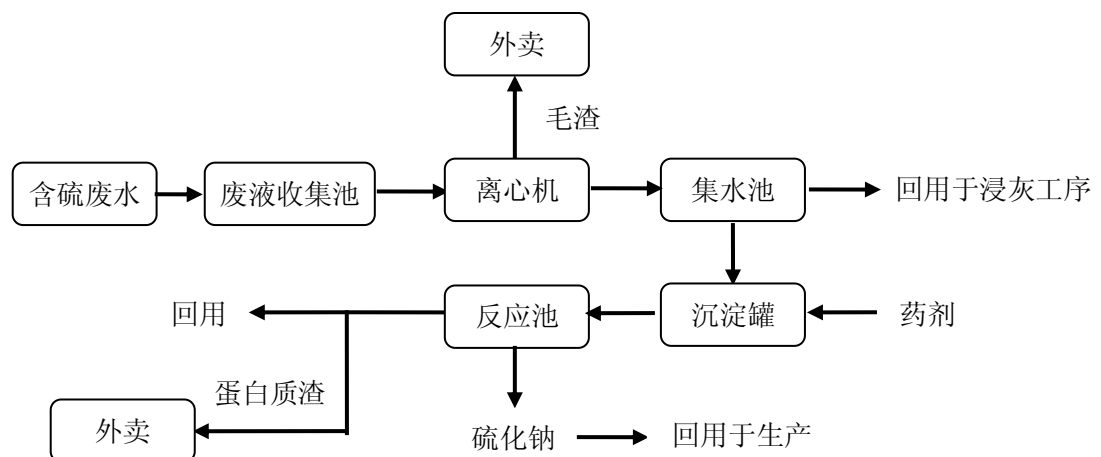 外卖
毛渣
含硫废水
废液收集池
离心机
集水池
回用于浸灰工序
回用
反应池
沉淀罐
药剂
蛋白质渣
外卖
硫化钠
回用于生产